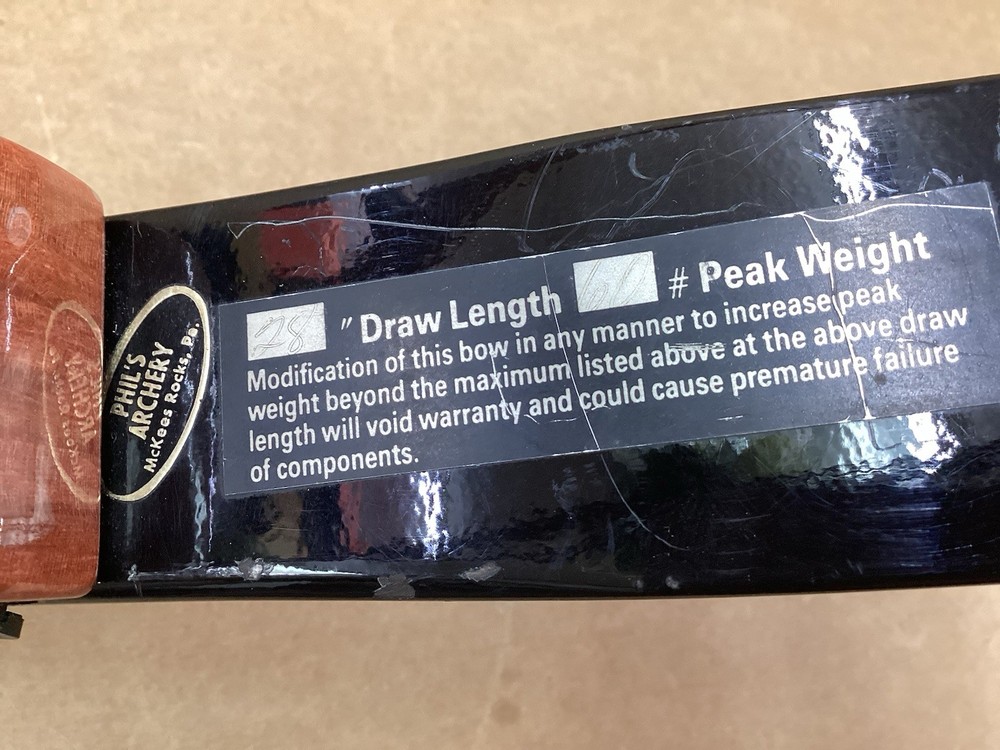 PHIL'S
ARCHERY
McKees Rocks, Pa.
28 " Draw Length # Peak Weight
Modification of this bow in any manner to increase peak
weight beyond the maximum listed above at the above draw
length will void warranty and could cause premature failure
of components.